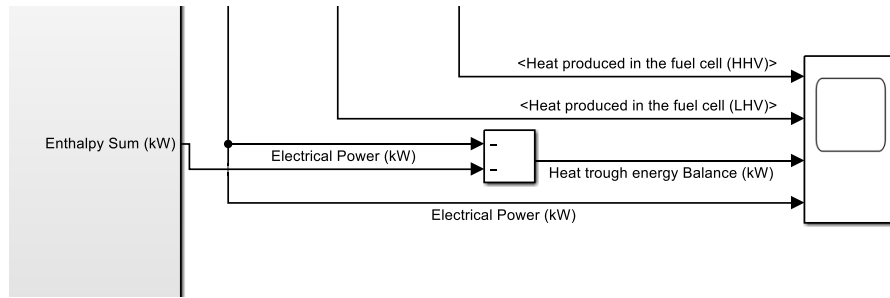 <Heat produced in the fuel cell (HHV)>
<Heat produced in the fuel cell (LHV)>
Enthalpy Sum (kW)
Electrical Power (kW)
Heat trough energy Balance (kW)
Electrical Power (kW)